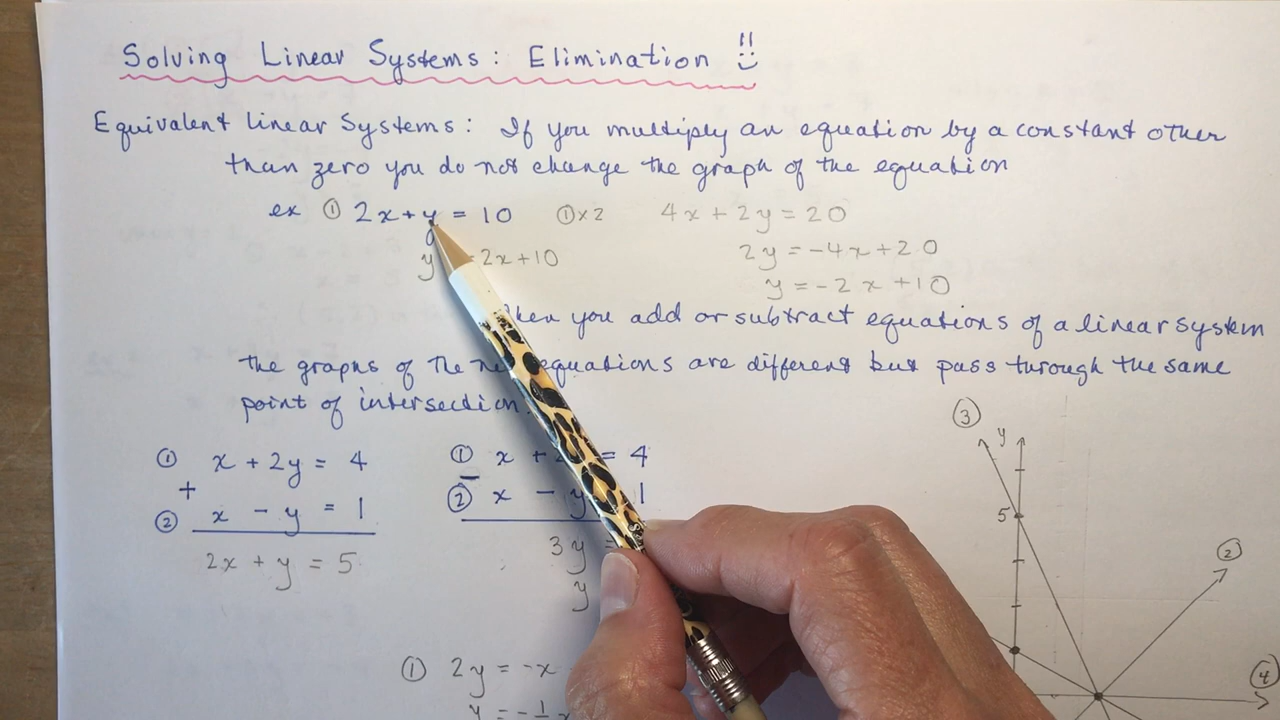 Solving Linear Systems: Elimination
Equivalent Linear Systems: If you multiply an equation by a constant other
than zero you do not change the graph of the equation
ex ① 2x + y = 10 ① x 2 4x + 2y = 20
y 2x + 10 2y = -4x + 20
y = -2x + 10
you add or subtract equations of a linear system
the graphs of the equations are different but pass through the same
point of intersection.
① x + 2y = 4 ① x + = 4
+ −
② x - y = 1 ② x - y 1
2x + y = 5 3y =
y
① 2y = -x
y = -1/2x
③ y
5
②
④